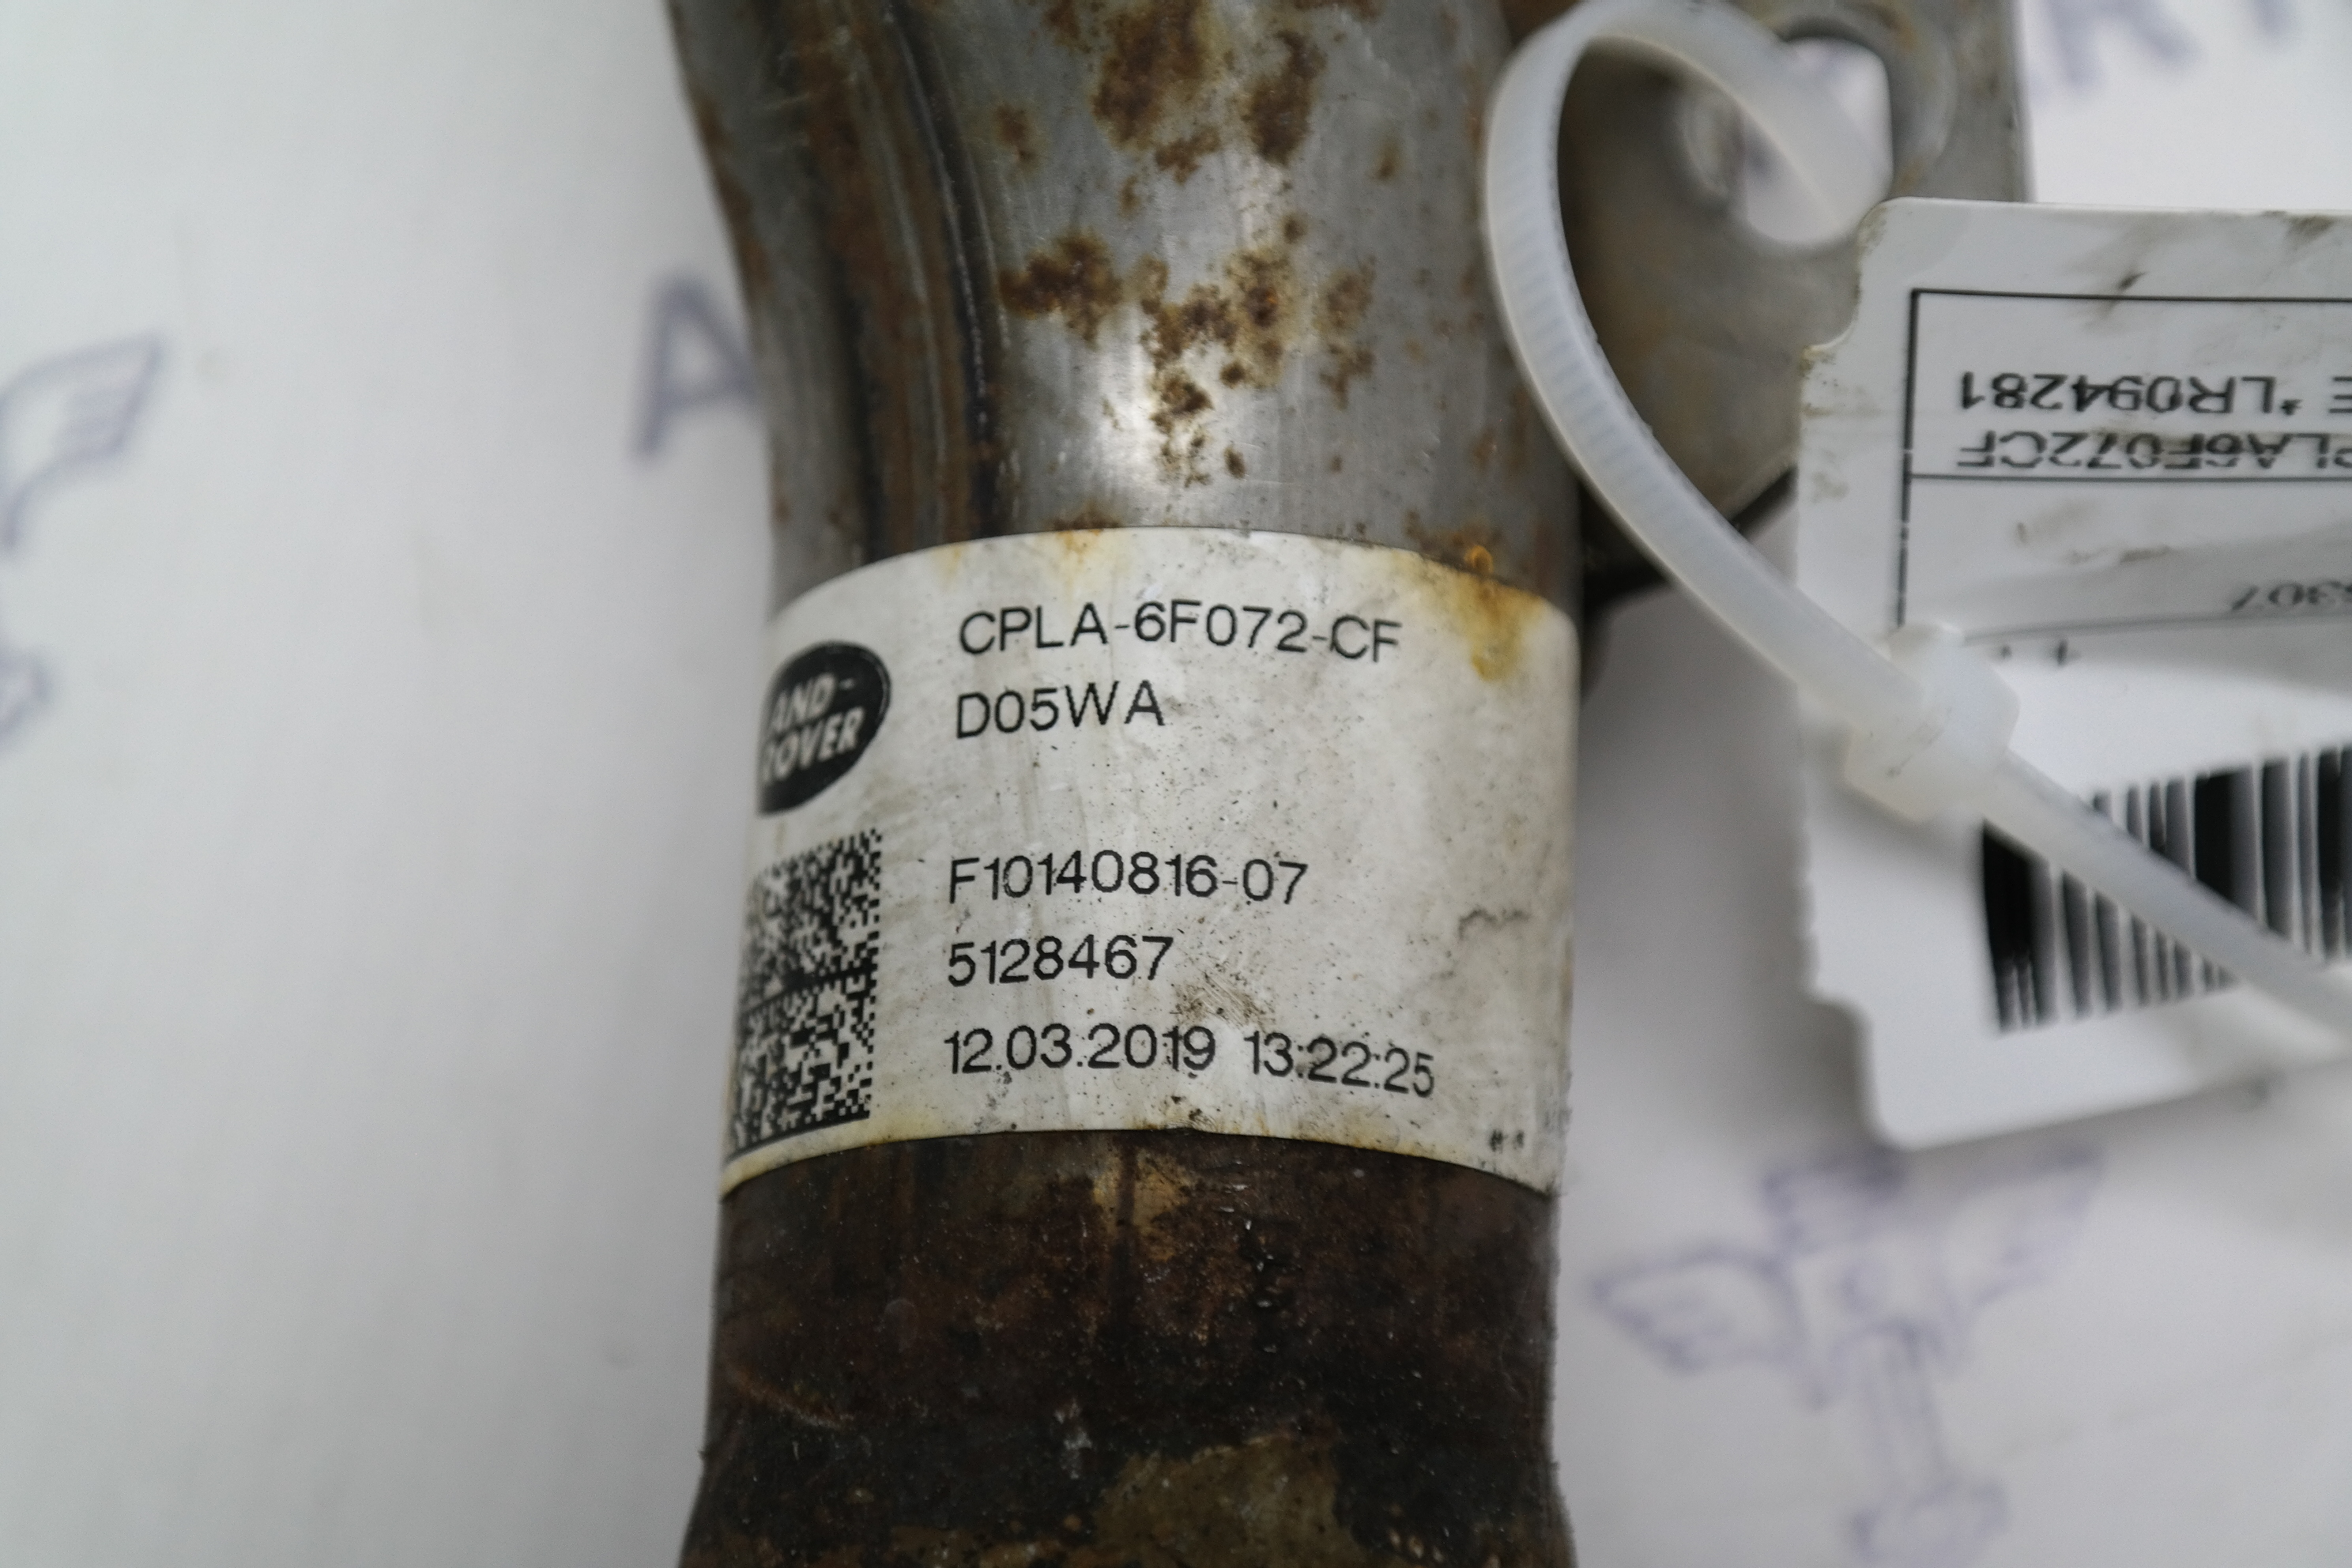 CPLA-6F072-CF
D05WA
LAND-
ROVER
F10140816-07
5128467
12.03.2019 13:22:25
E *LR094281
PLA6F072CF